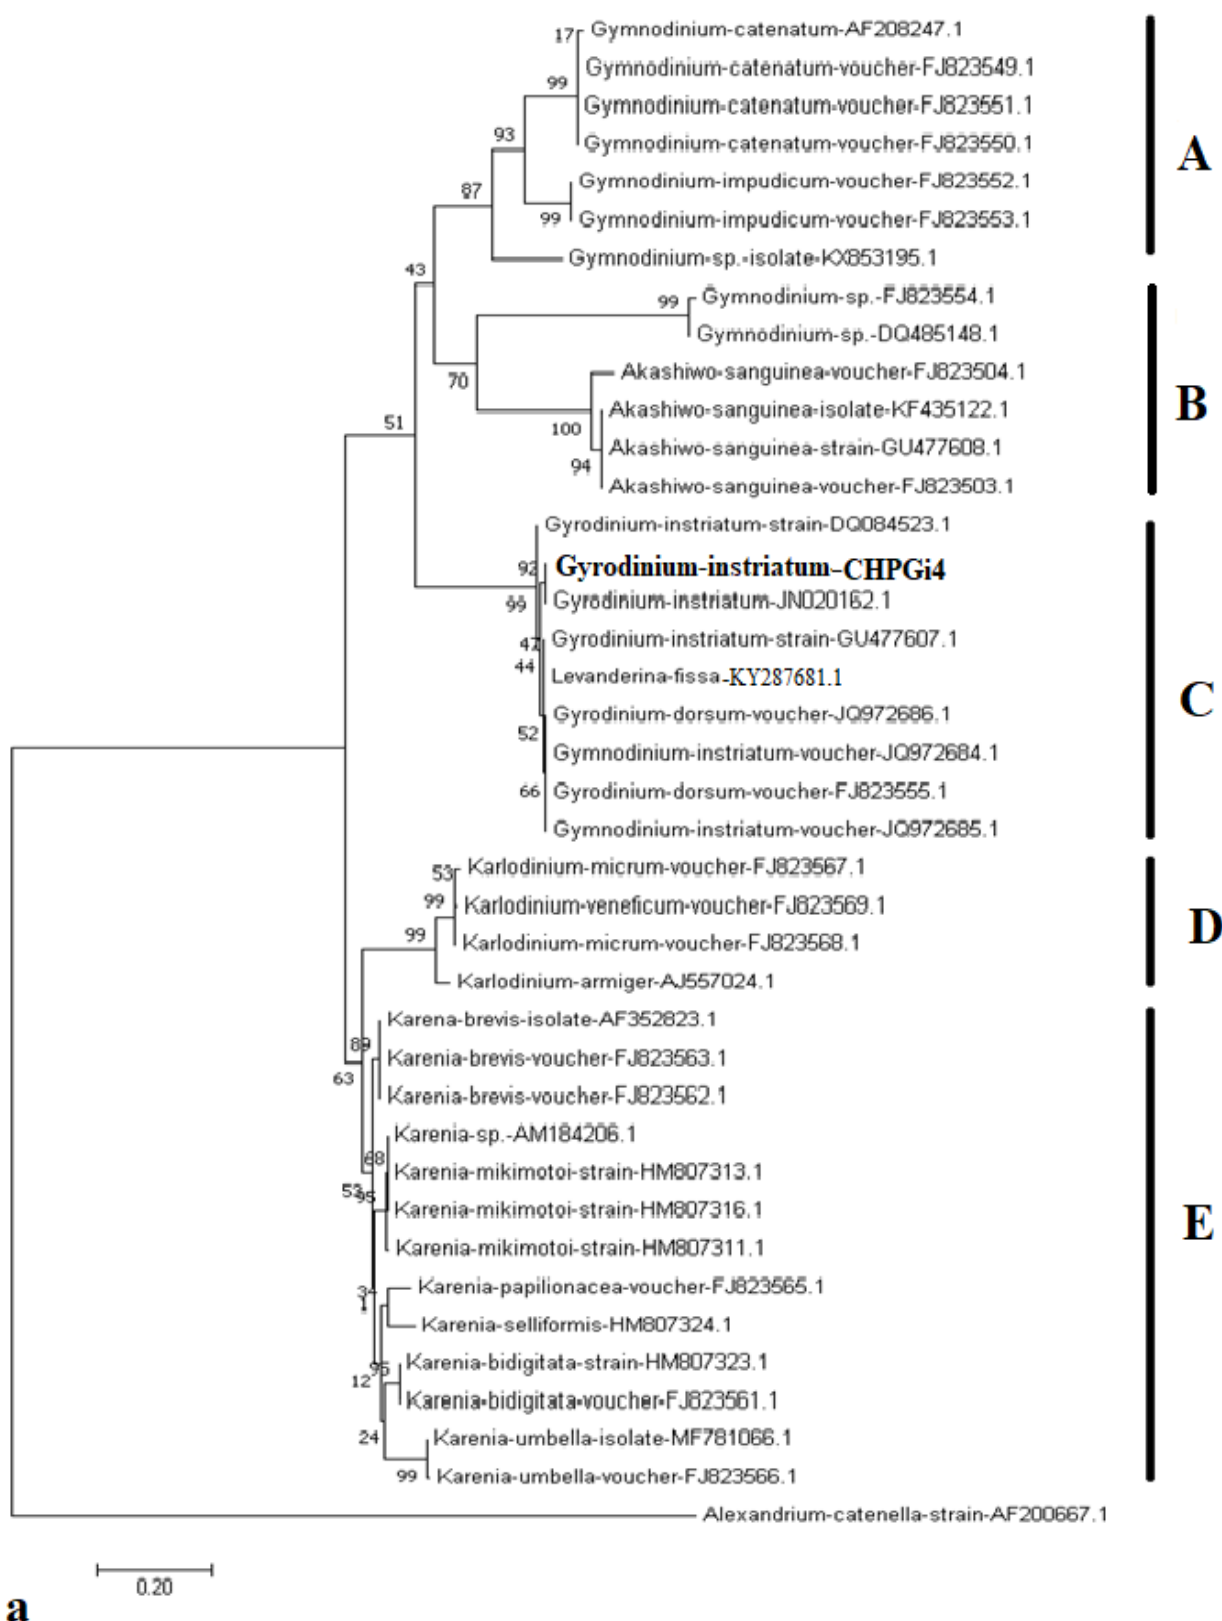 17
Gymnodinium-catenatum-AF208247.1
Gymnodinium-catenatum-voucher-FJ823549.1
99
Gymnodinium-catenatum-voucher-FJ823551.1
93
Gymnodinium-catenatum-voucher-FJ823550.1
A
87
Gymnodinium-impudicum-voucher-FJ823552.1
99
Gymnodinium-impudicum-voucher-FJ823553.1
Gymnodinium-sp.-isolate-KX853195.1
43
99
Gymnodinium-sp.-FJ823554.1
Gymnodinium-sp.-DQ485148.1
70
Akashiwo-sanguinea-voucher-FJ823504.1
B
51
Akashiwo-sanguinea-isolate-KF435122.1
100
Akashiwo-sanguinea-strain-GU477608.1
94
Akashiwo-sanguinea-voucher-FJ823503.1
Gyrodinium-instriatum-strain-DQ084523.1
92
Gyrodinium-instriatum-CHPGi4
99
Gyrodinium-instriatum-JN020162.1
47
Gyrodinium-instriatum-strain-GU477607.1
44
Levanderina-fissa-KY287681.1
C
52
Gyrodinium-dorsum-voucher-JQ972686.1
Gymnodinium-instriatum-voucher-JQ972684.1
66
Gyrodinium-dorsum-voucher-FJ823555.1
Gymnodinium-instriatum-voucher-JQ972685.1
53
Karlodinium-micrum-voucher-FJ823567.1
99
Karlodinium-veneficum-voucher-FJ823569.1
D
99
Karlodinium-micrum-voucher-FJ823568.1
Karlodinium-armiger-AJ557024.1
Karena-brevis-isolate-AF352823.1
89
Karenia-brevis-voucher-FJ823563.1
63
Karenia-brevis-voucher-FJ823562.1
Karenia-sp.-AM184206.1
68
Karenia-mikimotoi-strain-HM807313.1
53
95
Karenia-mikimotoi-strain-HM807316.1
E
Karenia-mikimotoi-strain-HM807311.1
34
1
Karenia-papilionacea-voucher-FJ823565.1
Karenia-selliformis-HM807324.1
95
Karenia-bidigitata-strain-HM807323.1
12
Karenia-bidigitata-voucher-FJ823561.1
24
Karenia-umbella-isolate-MF781066.1
99
Karenia-umbella-voucher-FJ823566.1
Alexandrium-catenella-strain-AF200667.1
0.20
a